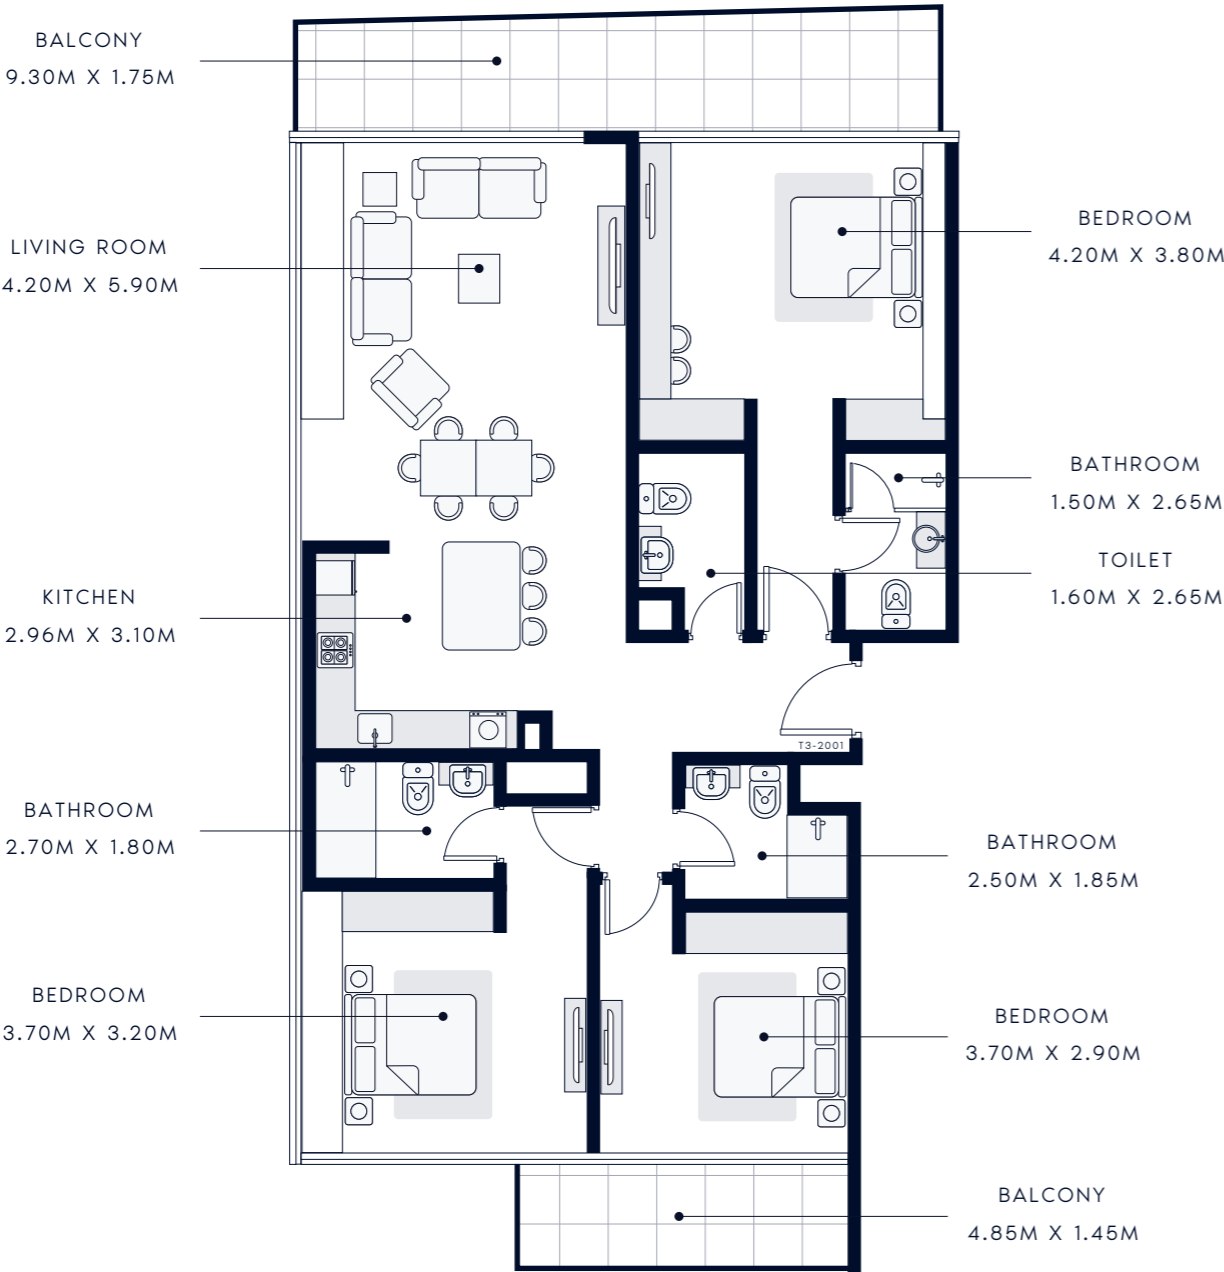 BALCONY
9.30M X 1.75M
LIVING ROOM
4.20M X 5.90M
BEDROOM
4.20M X 3.80M
BATHROOM
1.50M X 2.65M
TOILET
1.60M X 2.65M
KITCHEN
2.96M X 3.10M
T3-2001
BATHROOM
2.70M X 1.80M
BATHROOM
2.50M X 1.85M
BEDROOM
3.70M X 3.20M
BEDROOM
3.70M X 2.90M
BALCONY
4.85M X 1.45M